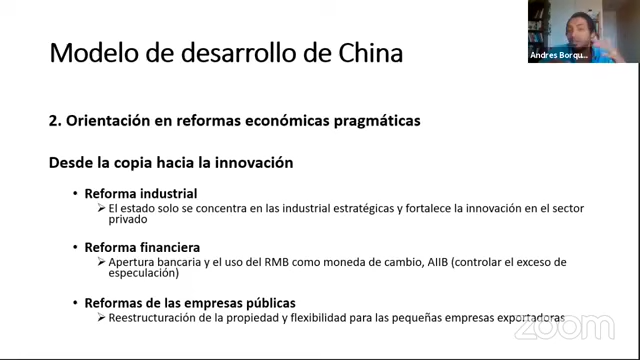 Modelo de desarrollo de China
Andres Borqu...
2. Orientación en reformas económicas pragmáticas
Desde la copia hacia la innovación
• Reforma industrial
➢ El estado solo se concentra en las industrial estratégicas y fortalece la innovación en el sector
privado
• Reforma financiera
➢ Apertura bancaria y el uso del RMB como moneda de cambio, AIIB (controlar el exceso de
especulación)
• Reformas de las empresas públicas
➢ Reestructuración de la propiedad y flexibilidad para las pequeñas empresas exportadoras
zoom